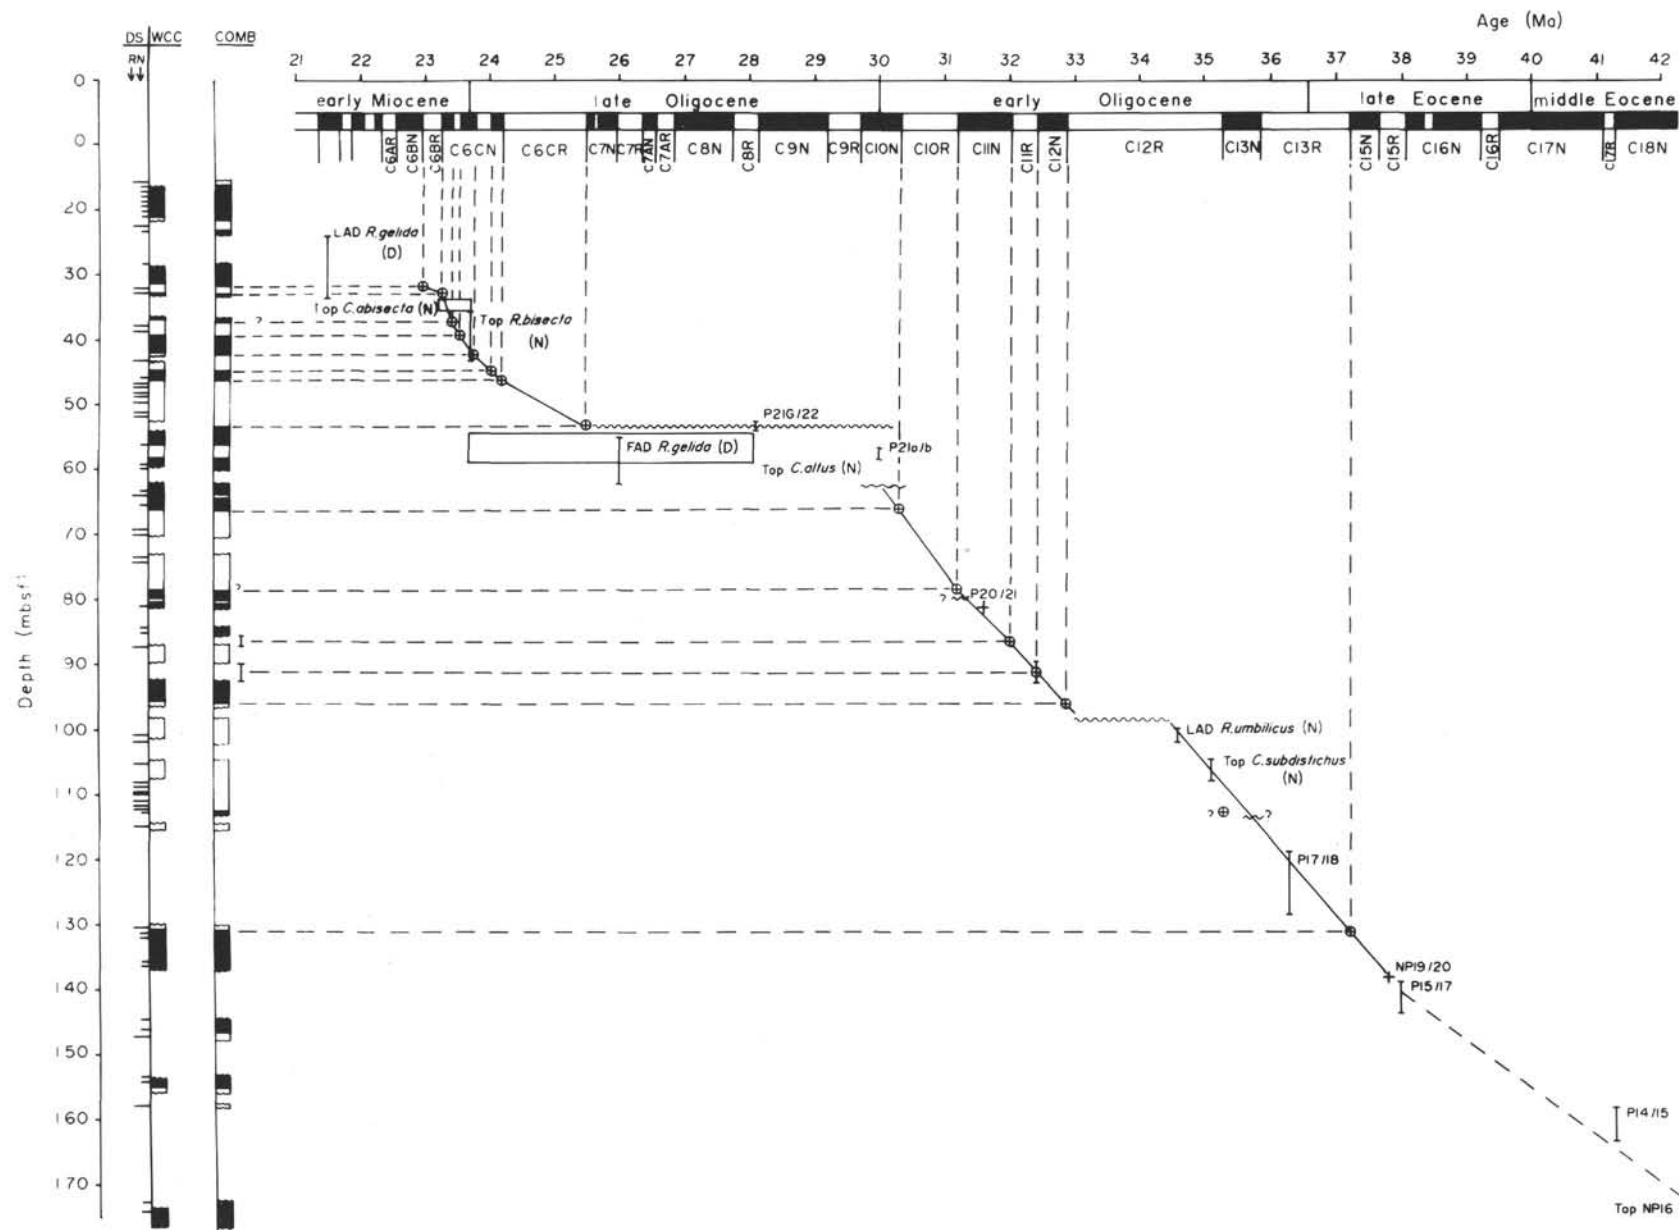 Age (Ma)
DS WCC COMB
RN
21 22 23 24 25 26 27 28 29 30 31 32 33 34 35 36 37 38 39 40 41 42
0
early Miocene late Oligocene early Oligocene late Eocene middle Eocene
0
C6AR C6BN C6BR C6CN C6CR C7N C7R C7AN C7AR C8N C8R C9N C9R C10N C10R C11N C11R C12N C12R C13N C13R C15N C15R C16N C16R C17N C17R C18N
20
LAD R.gelida
(D)
30
Top C.abisecta (N)
?
Top R.bisecta
(N)
40
50
P21G/22
FAD R.gelida (D)
P21a/b
60
Top C.altus (N)
70
?
P20/21
?
80
90
100
LAD R.umbilicus (N)
Top C.subdistichus
(N)
110
? ?
P17/18
120
130
NP19/20
P15/17
140
150
160
P14/15
170
Top NP16
Depth (mbsf)